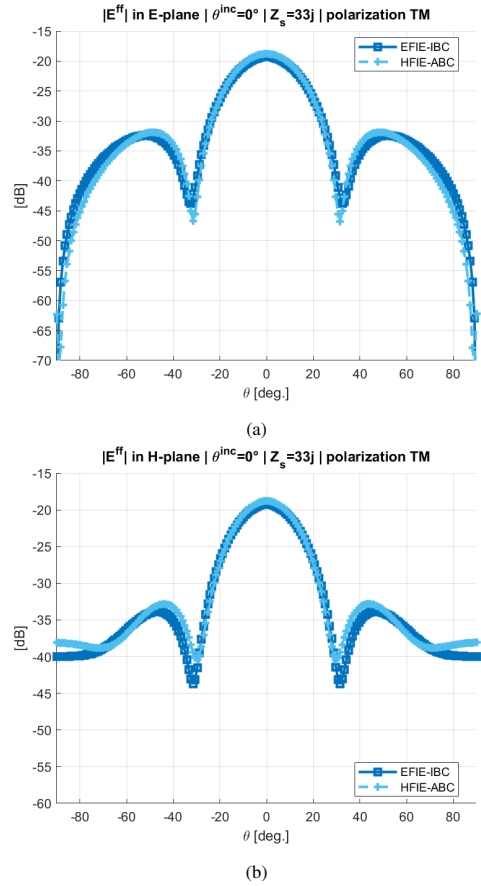 |E^eff| in E-plane | θ^inc=0° | Z_s=33j | polarization TM
-15
-20
-25
-30
-35
-40
-45
-50
-55
-60
-65
-70
[dB]
EFIE-IBC
HFIE-ABC
-80 -60 -40 -20 0 20 40 60 80
θ [deg.]
(a)
|E^eff| in H-plane | θ^inc=0° | Z_s=33j | polarization TM
-15
-20
-25
-30
-35
-40
-45
-50
-55
-60
[dB]
EFIE-IBC
HFIE-ABC
-80 -60 -40 -20 0 20 40 60 80
θ [deg.]
(b)